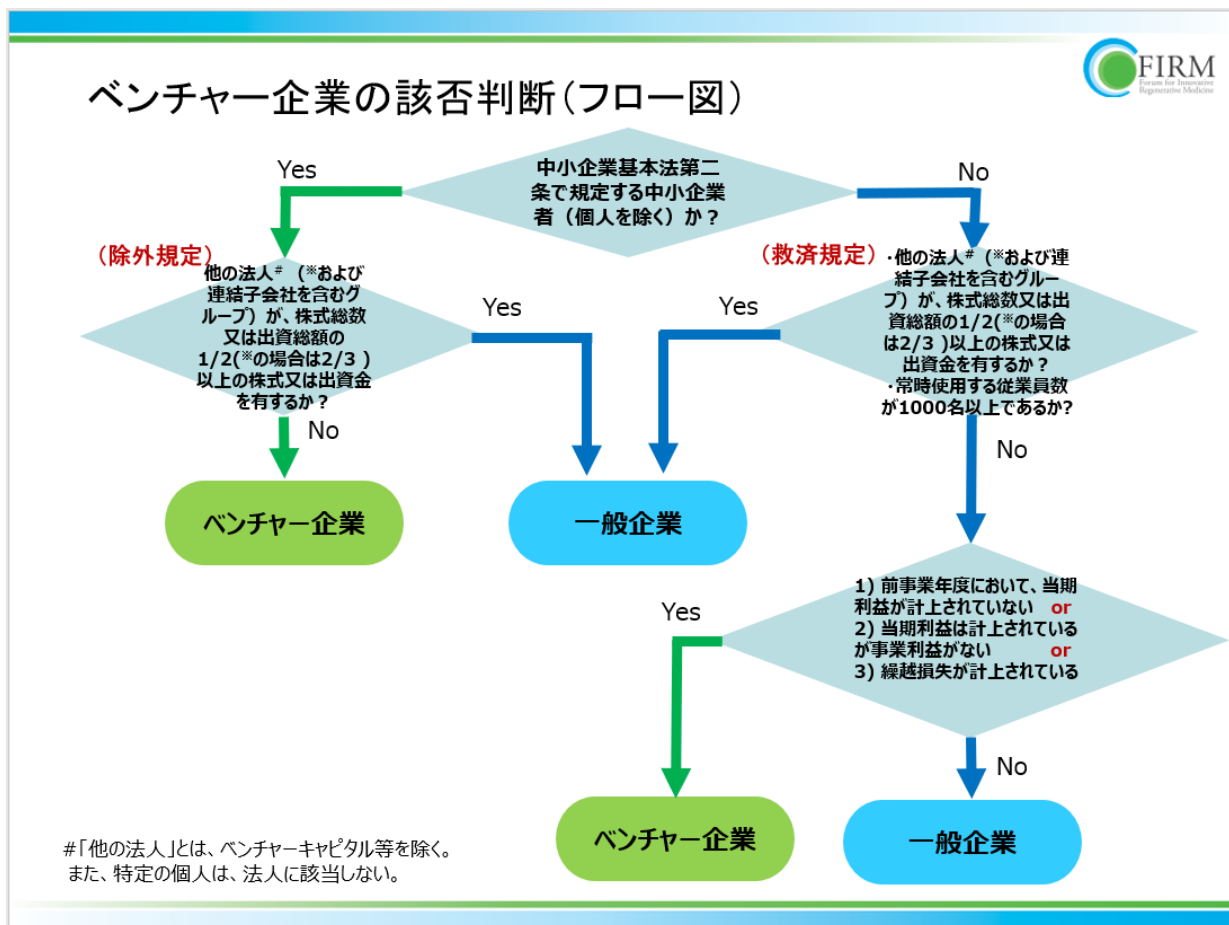 FIRM
Forum for Innovative
Regenerative Medicine
ベンチャー企業の該否判断（フロー図）
Yes
中小企業基本法第二
条で規定する中小企業
者（個人を除く）か？
No
（除外規定）
他の法人#（※および
連結子会社を含むグ
ループ）が、株式総数
又は出資総額の
1/2(※の場合は2/3 )
以上の株式又は出資金
を有するか？
Yes
No
（救済規定）
・他の法人#（※および連
結子会社を含むグルー
プ）が、株式総数又は出
資総額の1/2(※の場合
は2/3 )以上の株式又は
出資金を有するか？
・常時使用する従業員数
が1000名以上であるか?
Yes
No
ベンチャー企業
一般企業
1) 前事業年度において、当期
利益が計上されていない or
2) 当期利益は計上されている
が事業利益がない or
3) 繰越損失が計上されている
Yes
No
ベンチャー企業
一般企業
#「他の法人」とは、ベンチャーキャピタル等を除く。
また、特定の個人は、法人に該当しない。